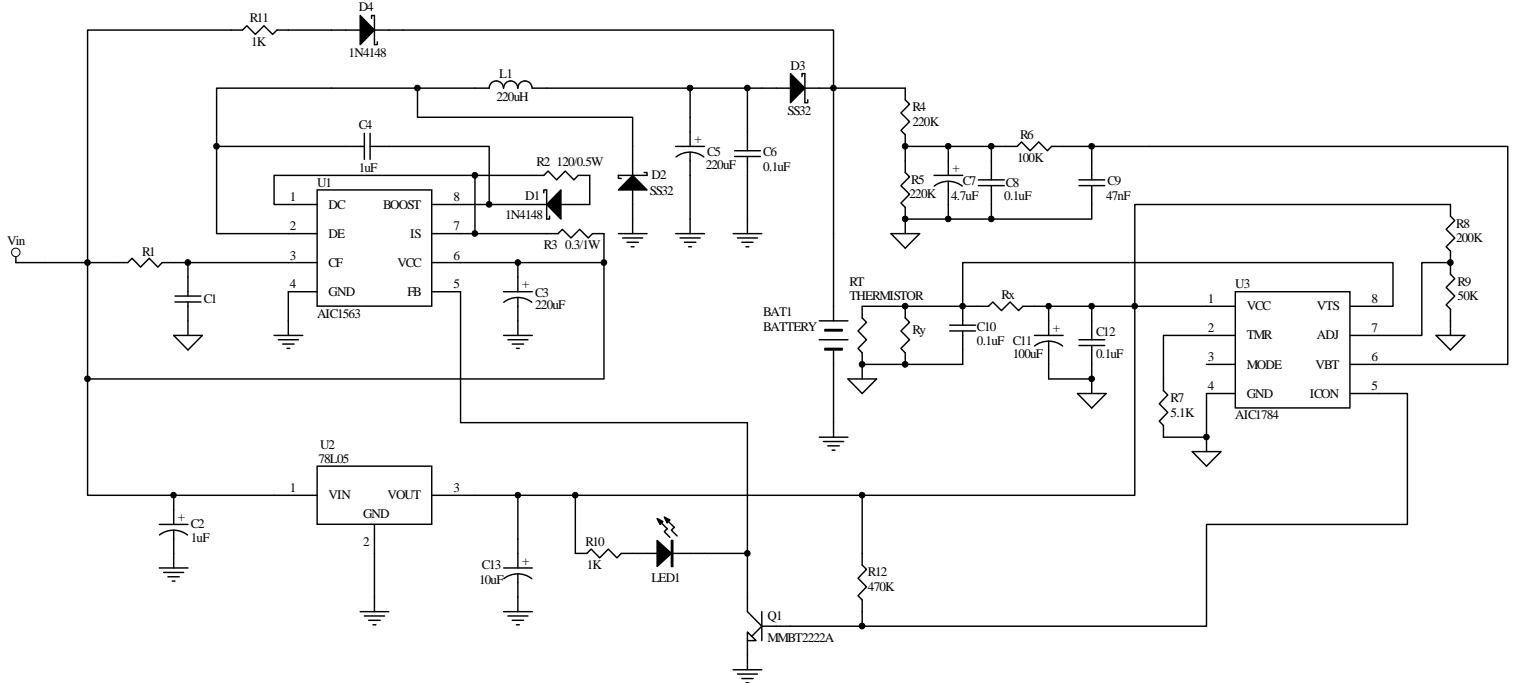 R11
1K
D4
1N4148
L1
220uH
D3
SS32
C4
1uF
R2 120/0.5W
D1
1N4148
U1
1 DC BOOST 8
2 DE IS 7
3 CF VCC 6
4 GND FB 5
AIC1563
R3 0.3/1W
Vin
R1
C1
C3
220uF
D2
SS32
C5
220uF
C6
0.1uF
R4
220K
R5
220K
C7
4.7uF
C8
0.1uF
R6
100K
C9
47nF
R8
200K
R9
50K
RT
THERMISTOR
BAT1
BATTERY
Ry
C10
0.1uF
Rx
C11
100uF
C12
0.1uF
U3
1 VCC VTS 8
2 TMR ADJ 7
3 MODE VBT 6
4 GND ICON 5
AIC1784
R7
5.1K
U2
78L05
1 VIN VOUT 3
GND
2
C2
1uF
C13
10uF
R10
1K
LED1
R12
470K
Q1
MMBT2222A